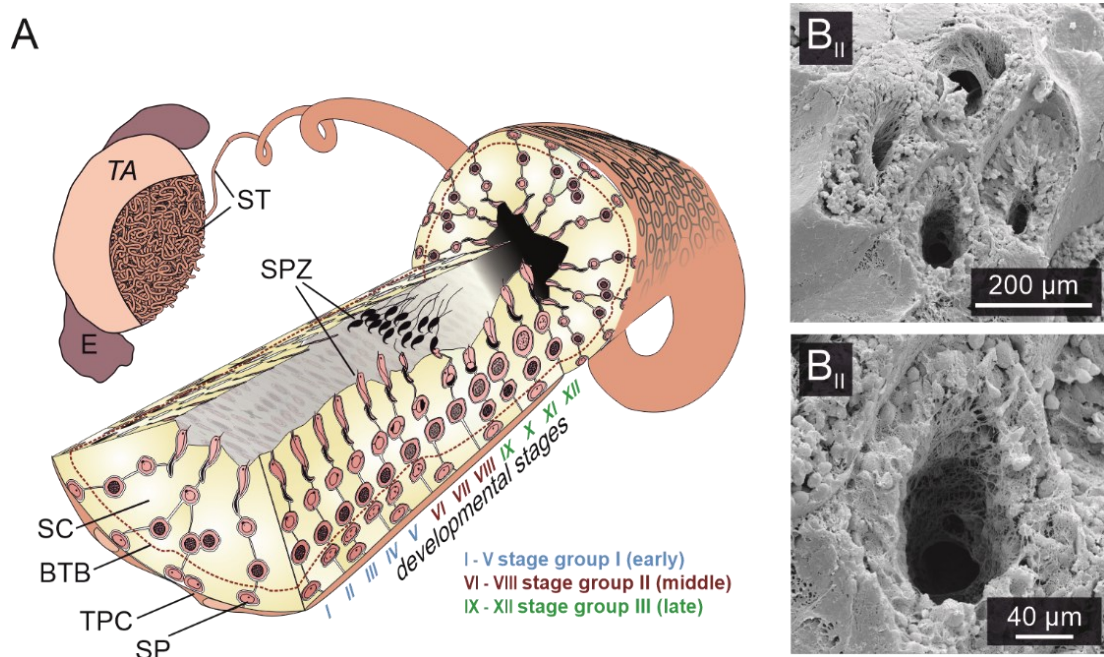 A
TA
ST
SPZ
E
SC
BTB
TPC
SP
I II III IV V VI VII VIII IX X XI XII
developmental stages
I - V stage group I (early)
VI - VIII stage group II (middle)
IX - XII stage group III (late)
BII
200 µm
BII
40 µm